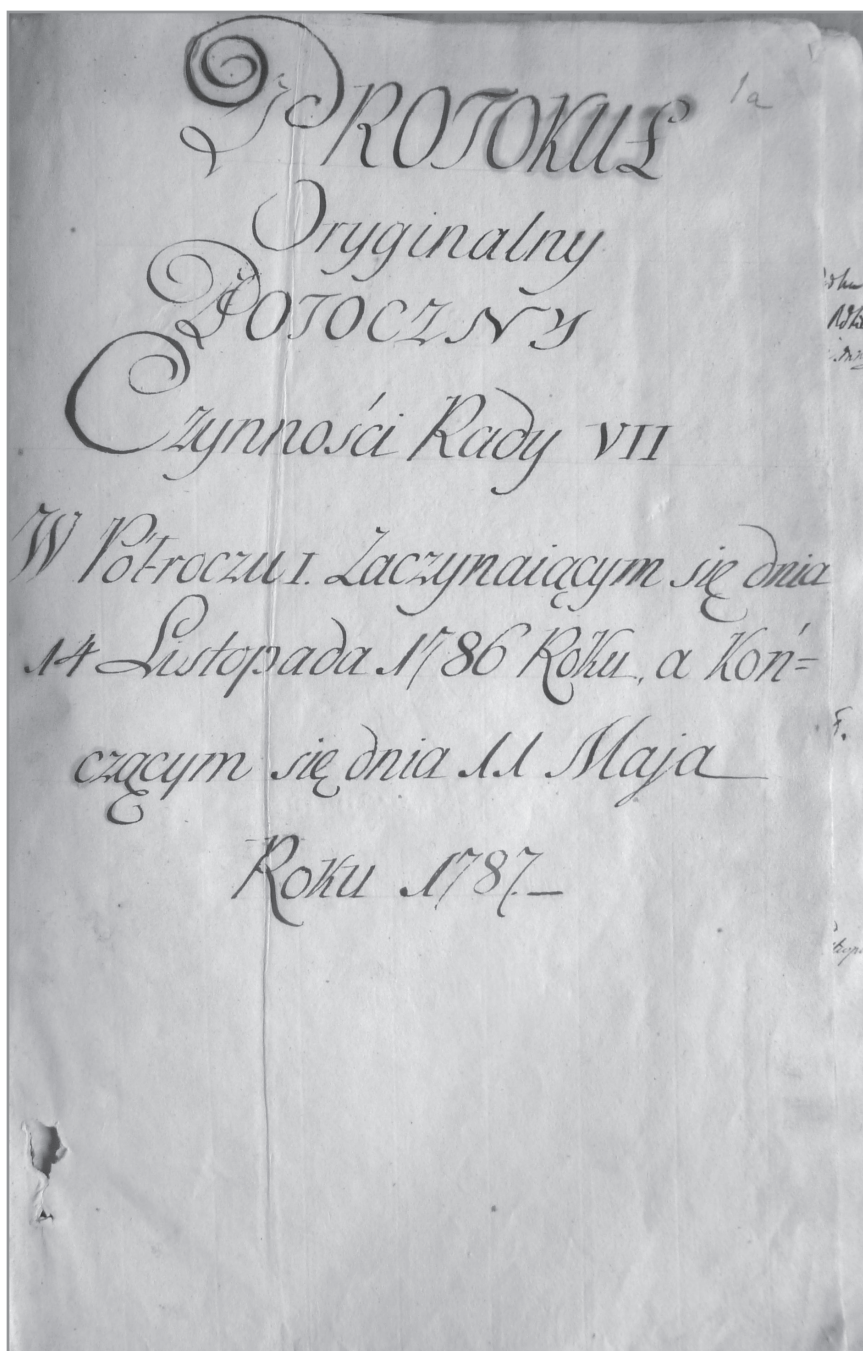 1a
PROTOKUŁ
Oryginalny
POTOCZNY
Czynności Rady VII
W Półroczu I. Zaczynaiącym się dnia
14 Listopada 1786 Roku, a Koń=
czącym się dnia 11 Maja
Roku 1787.—